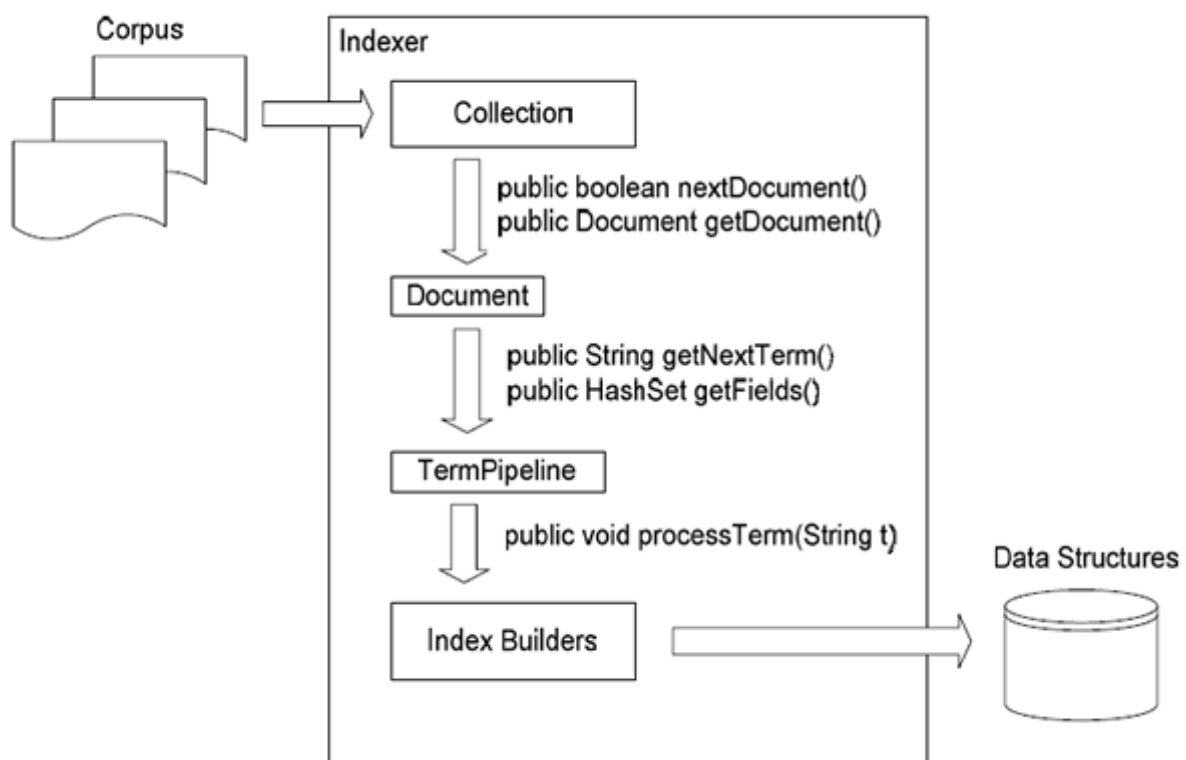 Corpus
Indexer
Collection
public boolean nextDocument()
public Document getDocument()
Document
public String getNextTerm()
public HashSet getFields()
TermPipeline
public void processTerm(String t)
Data Structures
Index Builders